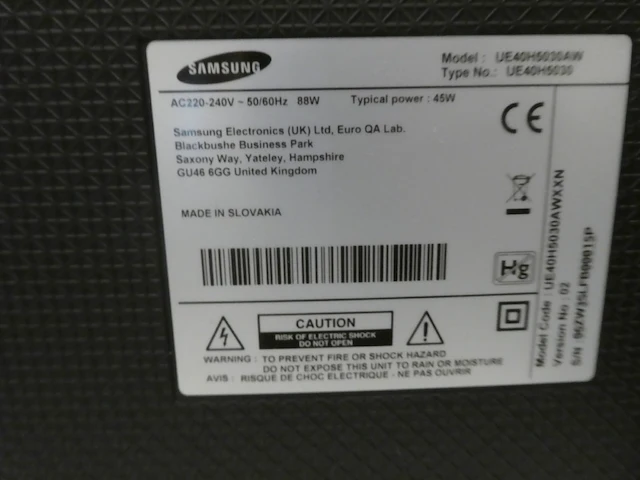 SAMSUNG
Model : UE40H5030AW
Type No.: UE40H5030
AC220-240V ~ 50/60Hz 88W Typical power : 45W
Samsung Electronics (UK) Ltd, Euro QA Lab.
Blackbushe Business Park
Saxony Way, Yateley, Hampshire
GU46 6GG United Kingdom
MADE IN SLOVAKIA
CE
Hg
CAUTION
RISK OF ELECTRIC SHOCK
DO NOT OPEN
WARNING : TO PREVENT FIRE OR SHOCK HAZARD
DO NOT EXPOSE THIS UNIT TO RAIN OR MOISTURE
AVIS : RISQUE DE CHOC ELECTRIQUE - NE PAS OUVRIR
Model Code : UE40H5030AWXXN
Version No : 02
S/N